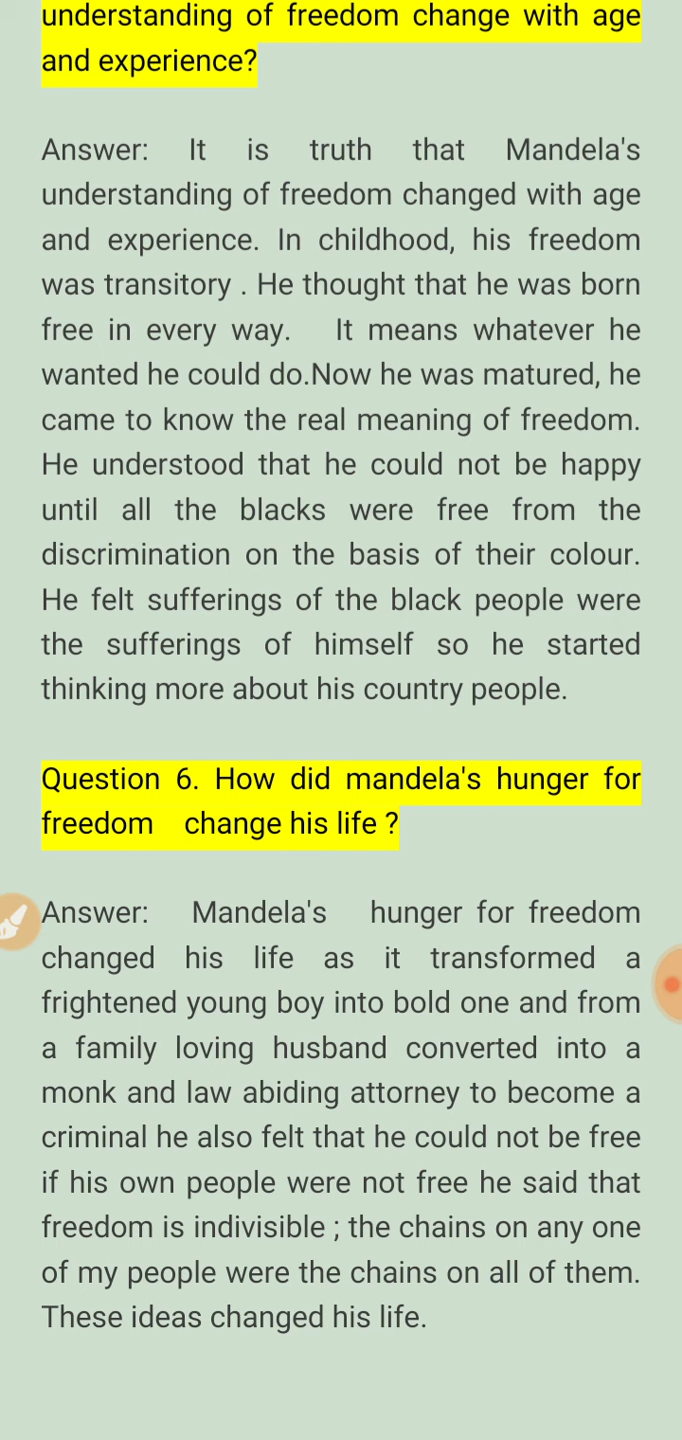 understanding of freedom change with age
and experience?
Answer: It is truth that Mandela's
understanding of freedom changed with age
and experience. In childhood, his freedom
was transitory . He thought that he was born
free in every way. It means whatever he
wanted he could do.Now he was matured, he
came to know the real meaning of freedom.
He understood that he could not be happy
until all the blacks were free from the
discrimination on the basis of their colour.
He felt sufferings of the black people were
the sufferings of himself so he started
thinking more about his country people.
Question 6. How did mandela's hunger for
freedom change his life ?
Answer: Mandela's hunger for freedom
changed his life as it transformed a
frightened young boy into bold one and from
a family loving husband converted into a
monk and law abiding attorney to become a
criminal he also felt that he could not be free
if his own people were not free he said that
freedom is indivisible ; the chains on any one
of my people were the chains on all of them.
These ideas changed his life.